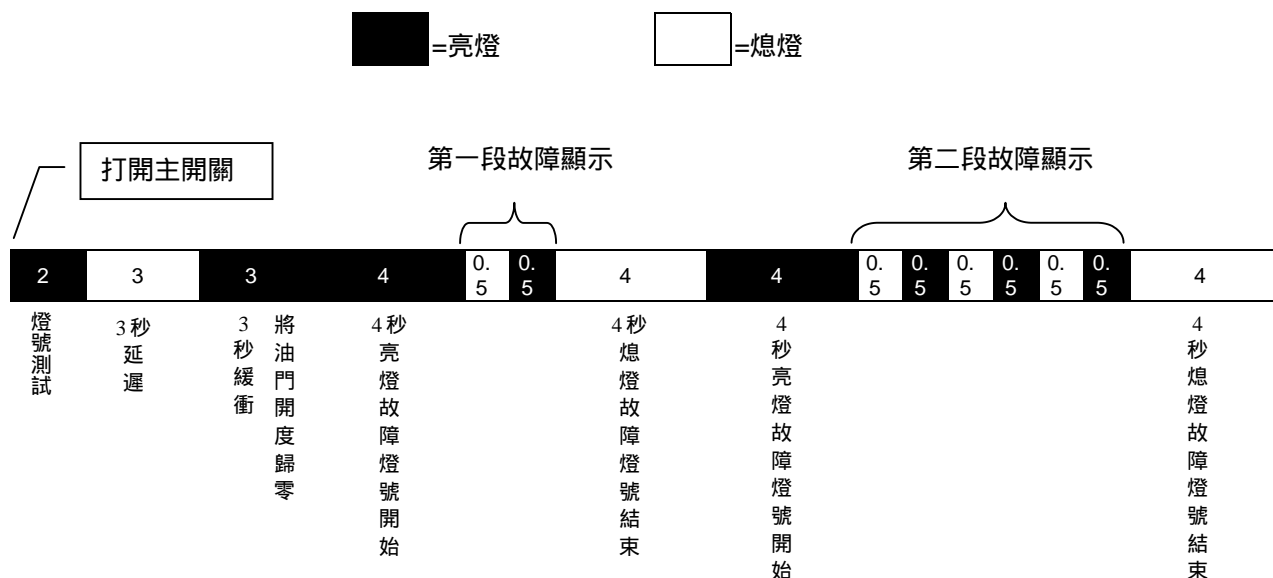 =亮燈
=熄燈
打開主開關
第一段故障顯示
第二段故障顯示
2
3
3
4
0.
5
0.
5
4
4
0.
5
0.
5
0.
5
0.
5
0.
5
0.
5
4
燈號測試
3秒延遲
3秒緩衝
將油門開度歸零
4秒亮燈故障燈號開始
4秒熄燈故障燈號結束
4秒亮燈故障燈號開始
4秒熄燈故障燈號結束